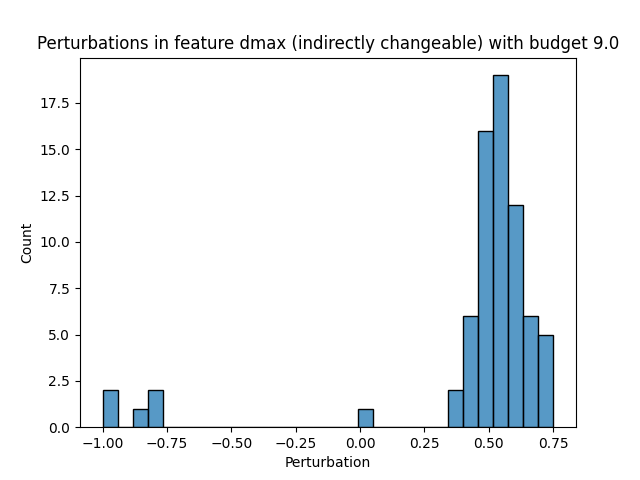 Perturbations in feature dmax (indirectly changeable) with budget 9.0
Count
17.5
15.0
12.5
10.0
7.5
5.0
2.5
0.0
−1.00 −0.75 −0.50 −0.25 0.00 0.25 0.50 0.75
Perturbation